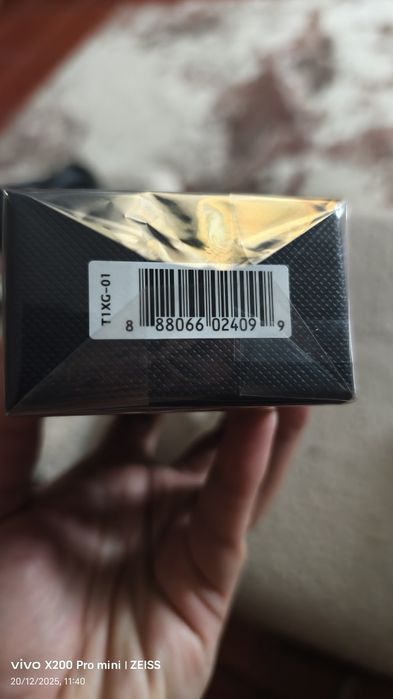 T1XG-01
8 88066 02409 9
vivo X200 Pro mini | ZEISS
20/12/2025, 11:40